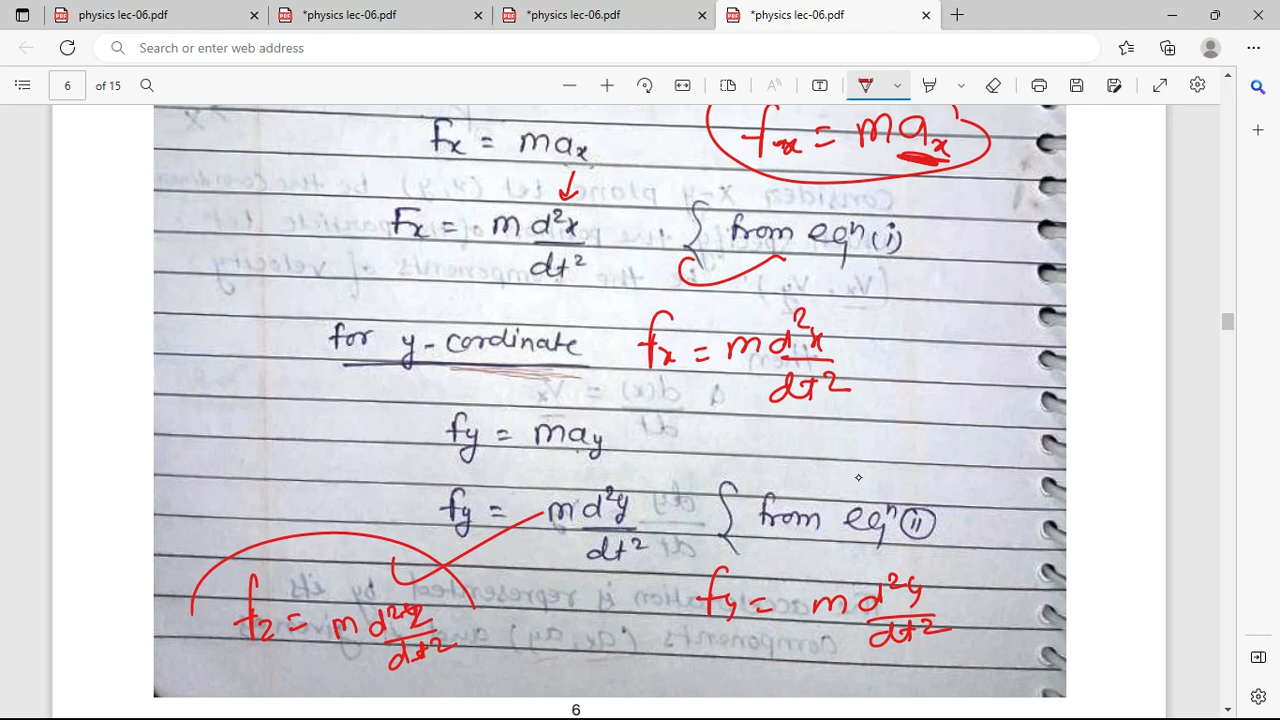 physics lec-06.pdf
*physics lec-06.pdf
*physics lec-06.pdf
*physics lec-06.pdf
Search or enter web address
6 of 15
Fx = max
fx = max
Fx = m d²x/dt² { from eqⁿ (i)
for y-cordinate
fx = m d²x/dt²
fy = may
fy = m d²y/dt² { from eqⁿ (ii)
fz = m d²z/dt²
fy = m d²y/dt²
6